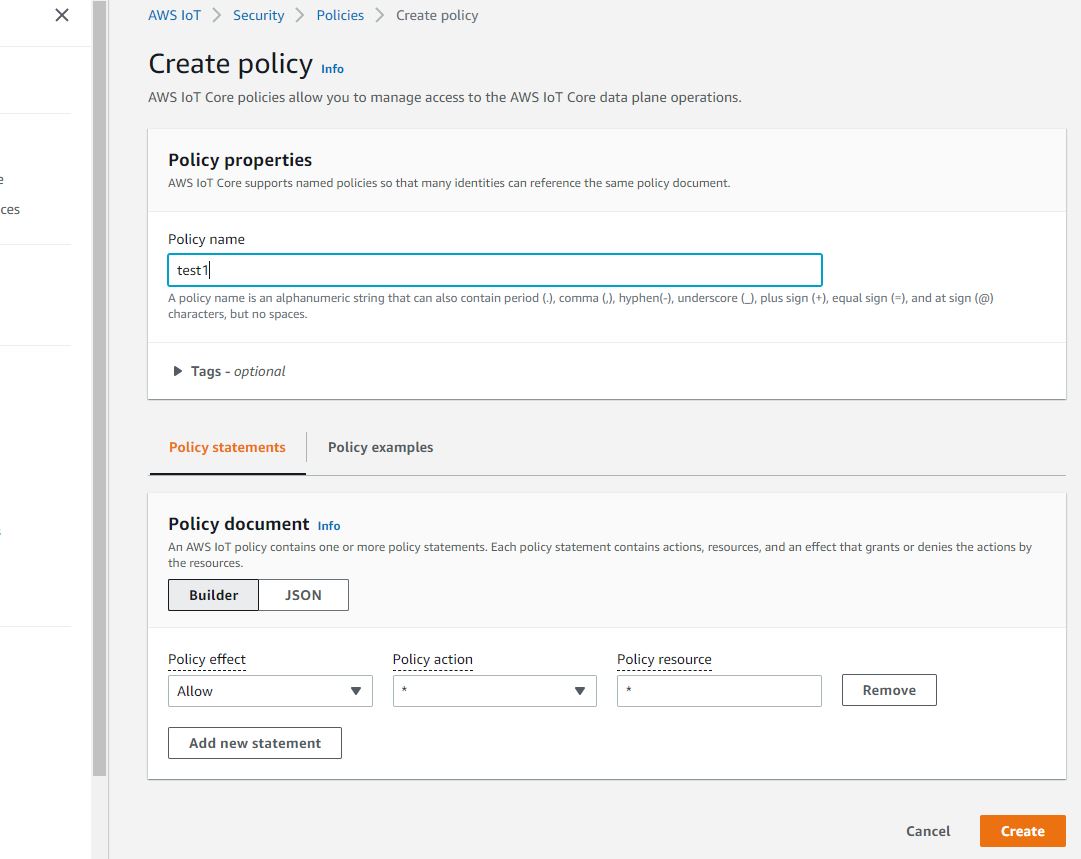 AWS IoT > Security > Policies > Create policy
Create policy Info
AWS IoT Core policies allow you to manage access to the AWS IoT Core data plane operations.
Policy properties
AWS IoT Core supports named policies so that many identities can reference the same policy document.
e
ces
Policy name
test1
A policy name is an alphanumeric string that can also contain period (.), comma (,), hyphen(-), underscore (_), plus sign (+), equal sign (=), and at sign (@)
characters, but no spaces.
Tags - optional
Policy statements Policy examples
Policy document Info
An AWS IoT policy contains one or more policy statements. Each policy statement contains actions, resources, and an effect that grants or denies the actions by
the resources.
Builder JSON
Policy effect Policy action Policy resource
Allow * * Remove
Add new statement
Cancel Create